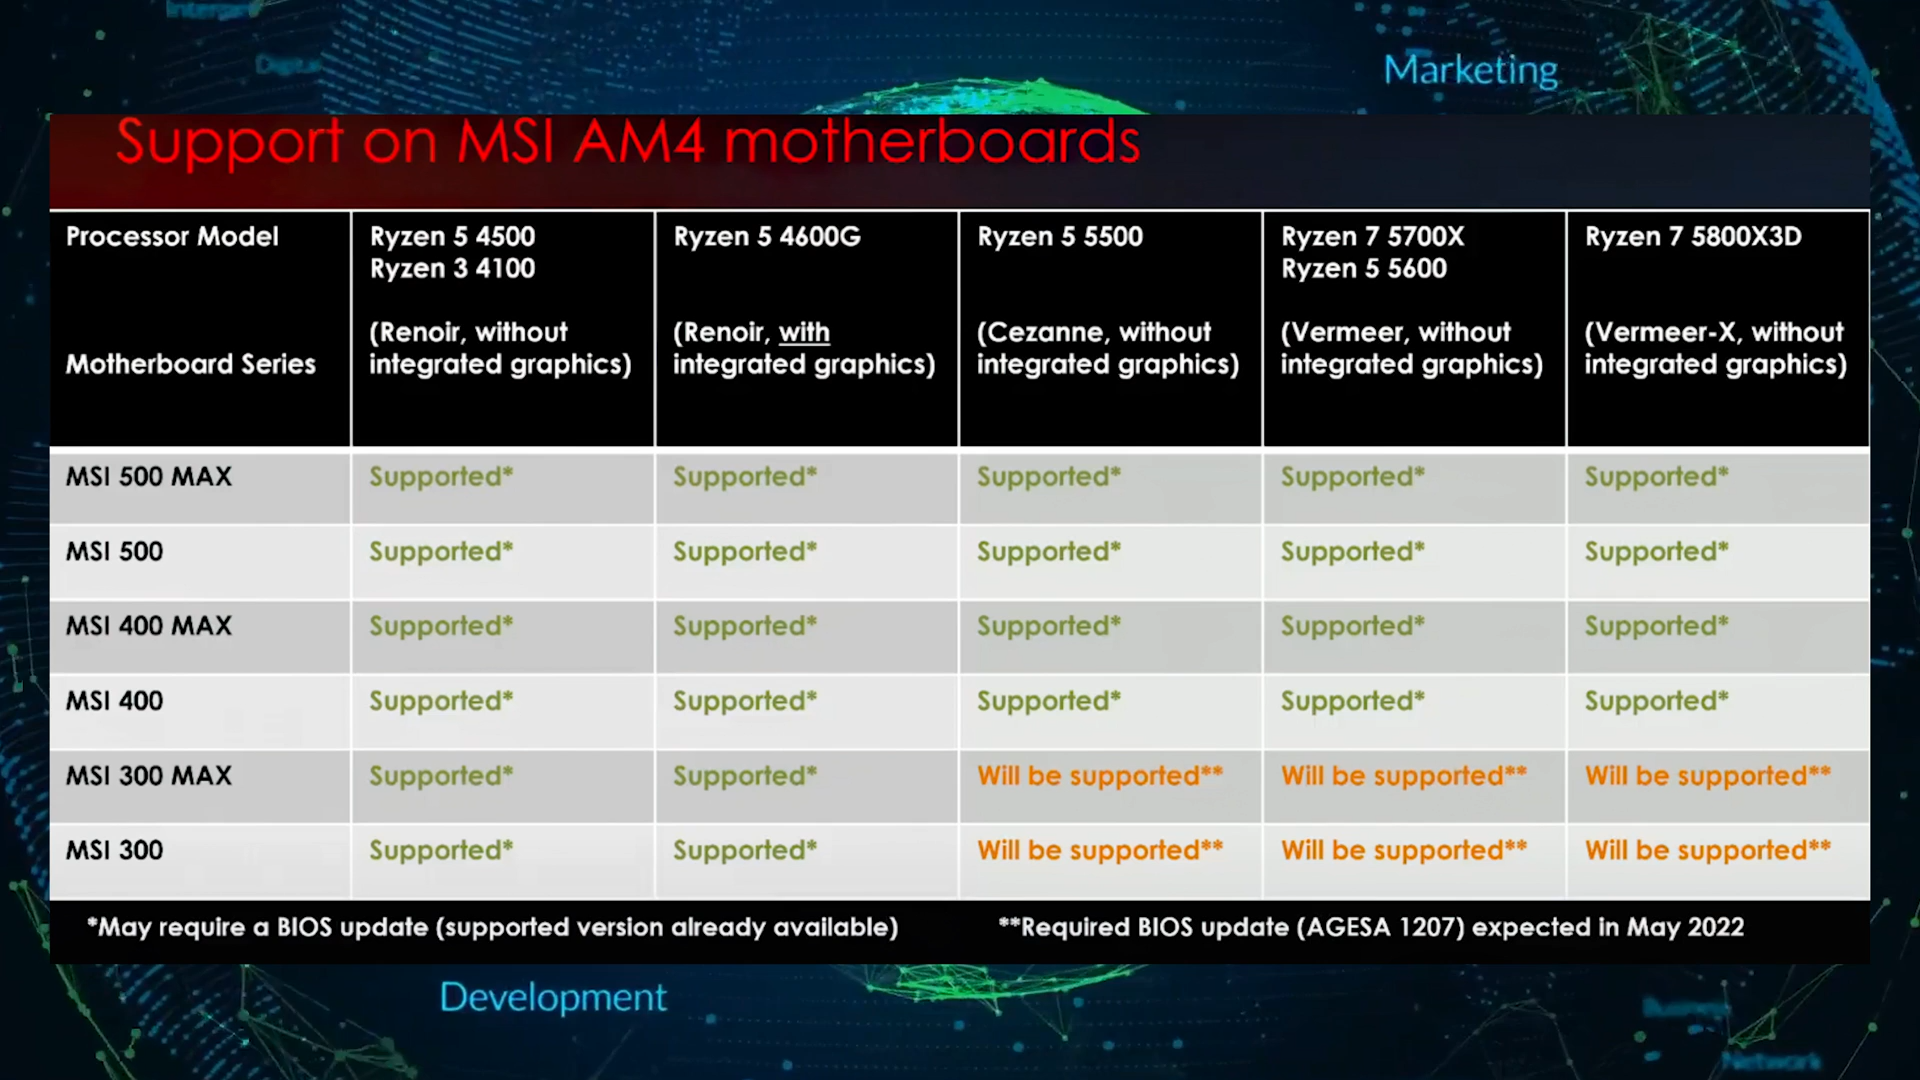 Marketing
Support on MSI AM4 motherboards
Processor Model
Motherboard Series
Ryzen 5 4500
Ryzen 3 4100
(Renoir, without
integrated graphics)
Ryzen 5 4600G
(Renoir, with
integrated graphics)
Ryzen 5 5500
(Cezanne, without
integrated graphics)
Ryzen 7 5700X
Ryzen 5 5600
(Vermeer, without
integrated graphics)
Ryzen 7 5800X3D
(Vermeer-X, without
integrated graphics)
MSI 500 MAX Supported* Supported* Supported* Supported* Supported*
MSI 500 Supported* Supported* Supported* Supported* Supported*
MSI 400 MAX Supported* Supported* Supported* Supported* Supported*
MSI 400 Supported* Supported* Supported* Supported* Supported*
MSI 300 MAX Supported* Supported* Will be supported** Will be supported** Will be supported**
MSI 300 Supported* Supported* Will be supported** Will be supported** Will be supported**
*May require a BIOS update (supported version already available) **Required BIOS update (AGESA 1207) expected in May 2022
Development
Business
Network